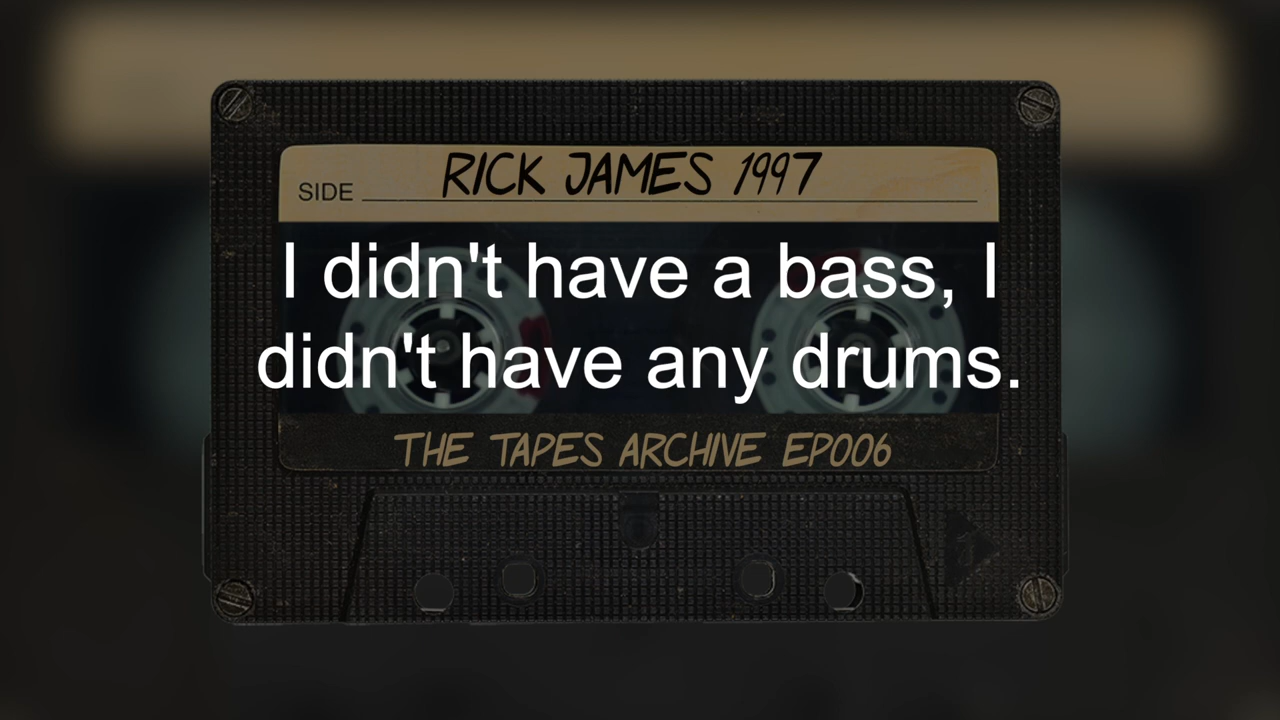 RICK JAMES 1997
SIDE
I didn't have a bass, I
didn't have any drums.
THE TAPES ARCHIVE EP006